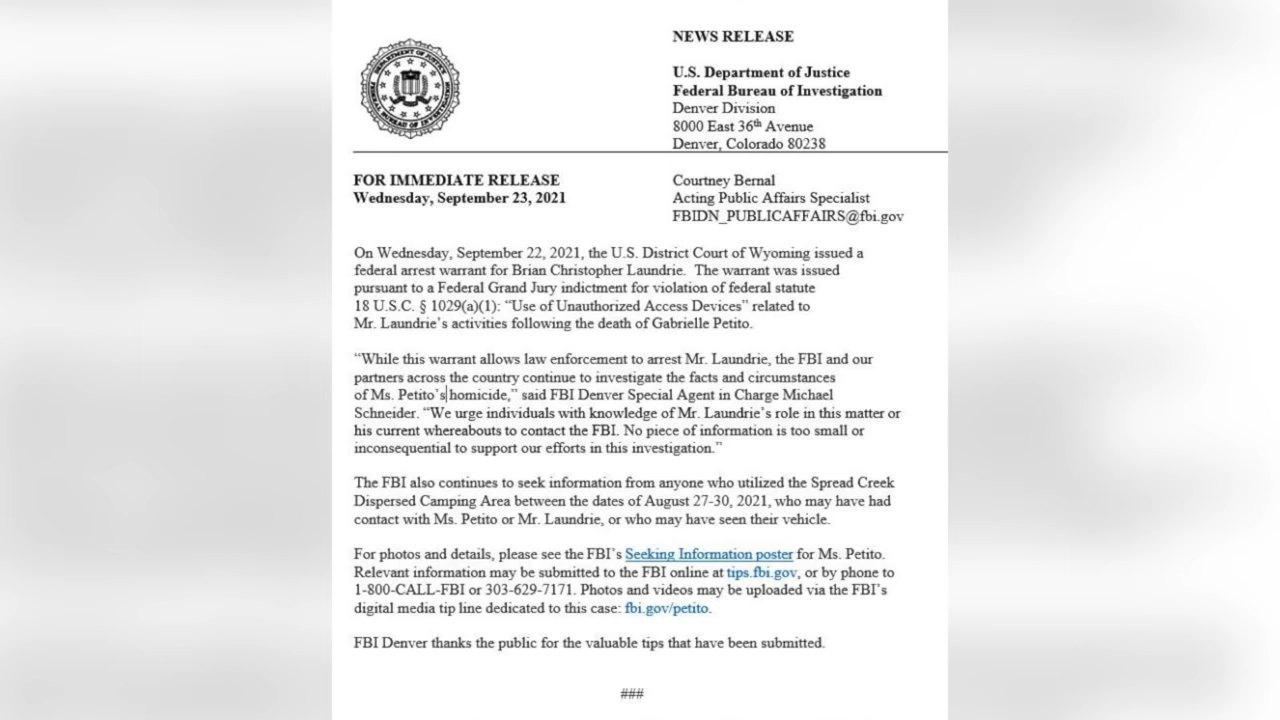 NEWS RELEASE
U.S. Department of Justice
Federal Bureau of Investigation
Denver Division
8000 East 36th Avenue
Denver, Colorado 80238
DEPARTMENT OF JUSTICE
FEDERAL BUREAU OF INVESTIGATION
FOR IMMEDIATE RELEASE
Wednesday, September 23, 2021
Courtney Bernal
Acting Public Affairs Specialist
FBIDN_PUBLICAFFAIRS@fbi.gov
On Wednesday, September 22, 2021, the U.S. District Court of Wyoming issued a
federal arrest warrant for Brian Christopher Laundrie.  The warrant was issued
pursuant to a Federal Grand Jury indictment for violation of federal statute
18 U.S.C. § 1029(a)(1): “Use of Unauthorized Access Devices” related to
Mr. Laundrie’s activities following the death of Gabrielle Petito.
“While this warrant allows law enforcement to arrest Mr. Laundrie, the FBI and our
partners across the country continue to investigate the facts and circumstances
of Ms. Petito’s homicide,” said FBI Denver Special Agent in Charge Michael
Schneider. “We urge individuals with knowledge of Mr. Laundrie’s role in this matter or
his current whereabouts to contact the FBI. No piece of information is too small or
inconsequential to support our efforts in this investigation.”
The FBI also continues to seek information from anyone who utilized the Spread Creek
Dispersed Camping Area between the dates of August 27-30, 2021, who may have had
contact with Ms. Petito or Mr. Laundrie, or who may have seen their vehicle.
For photos and details, please see the FBI’s Seeking Information poster for Ms. Petito.
Relevant information may be submitted to the FBI online at tips.fbi.gov, or by phone to
1-800-CALL-FBI or 303-629-7171. Photos and videos may be uploaded via the FBI’s
digital media tip line dedicated to this case: fbi.gov/petito.
FBI Denver thanks the public for the valuable tips that have been submitted.
###